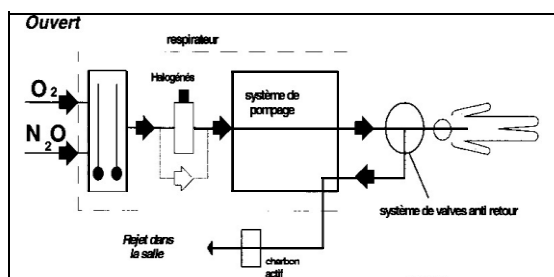 Ouvert
respirateur
Halogénés
O₂
N₂O
système de
pompage
système de valves anti retour
Rejet dans
la salle
charbon
actif